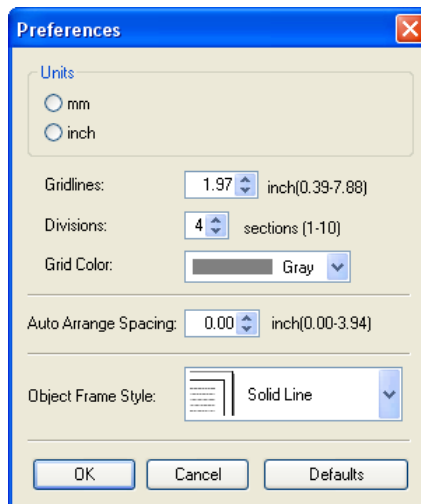 Preferences
Units
mm
inch
Gridlines: 1.97 inch(0.39-7.88)
Divisions: 4 sections (1-10)
Grid Color: Gray
Auto Arrange Spacing: 0.00 inch(0.00-3.94)
Object Frame Style: Solid Line
OK Cancel Defaults